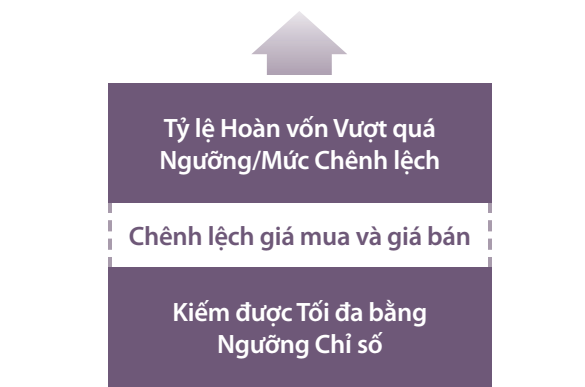 Tỷ lệ Hoàn vốn Vượt quá
Ngưỡng/Mức Chênh lệch
Chênh lệch giá mua và giá bán
Kiếm được Tối đa bằng
Ngưỡng Chỉ số